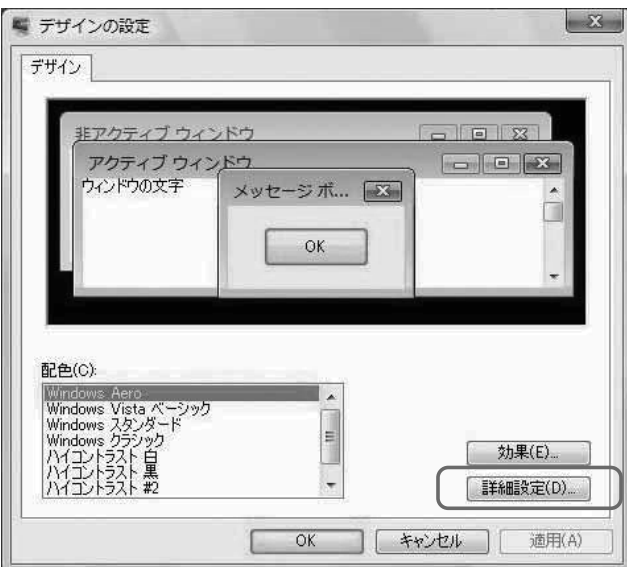 デザインの設定
デザイン
非アクティブ ウィンドウ
アクティブ ウィンドウ
ウィンドウの文字
メッセージ ボ...
OK
配色(C):
Windows Aero
Windows Vista ベーシック
Windows スタンダード
Windows クラシック
ハイコントラスト 白
ハイコントラスト 黒
ハイコントラスト #2
効果(E)...
詳細設定(D)...
OK
キャンセル
適用(A)